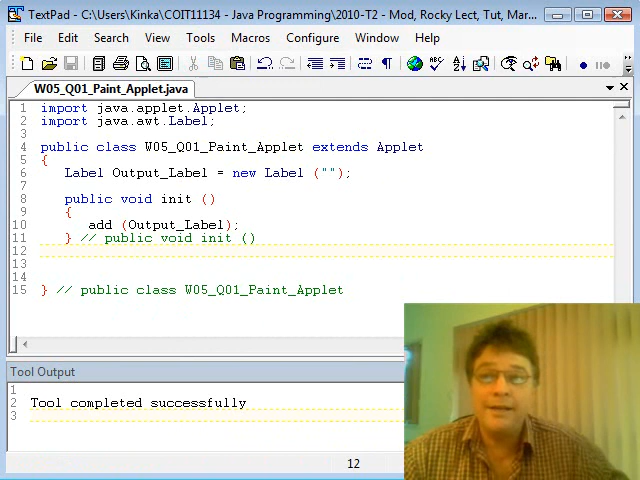 TextPad - C:\Users\Kinka\COIT11134 - Java Programming\2010-T2 - Mod, Rocky Lect, Tut, Mar...
File Edit Search View Tools Macros Configure Window Help
W05_Q01_Paint_Applet.java
1 import java.applet.Applet;
2 import java.awt.Label;
3
4 public class W05_Q01_Paint_Applet extends Applet
5 {
6 Label Output_Label = new Label ("");
7
8 public void init ()
9 {
10 add (Output_Label);
11 } // public void init ()
12
13
14
15 } // public class W05_Q01_Paint_Applet
Tool Output
1
2 Tool completed successfully
3
12